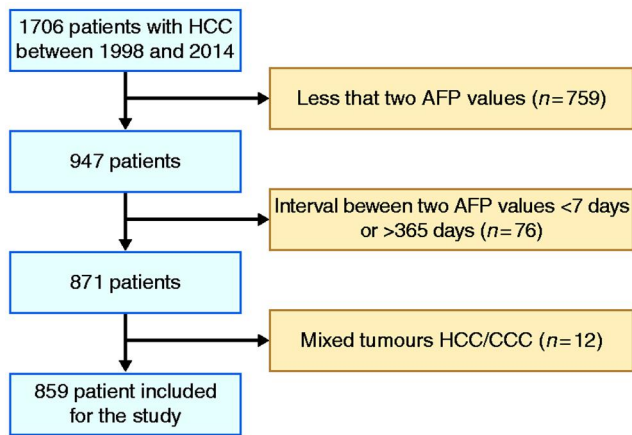 1706 patients with HCC
between 1998 and 2014
Less that two AFP values (n=759)
947 patients
Interval beween two AFP values <7 days
or >365 days (n=76)
871 patients
Mixed tumours HCC/CCC (n=12)
859 patient included
for the study